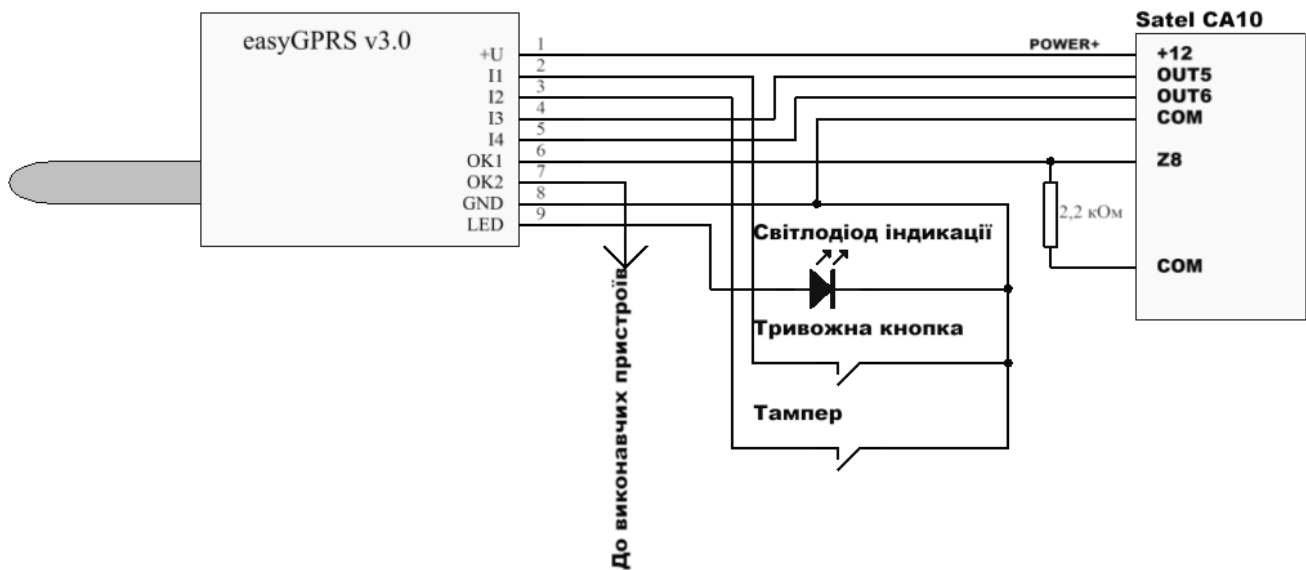 Satel CA10
easyGPRS v3.0
+U
I1
I2
I3
I4
OK1
OK2
GND
LED
1
2
3
4
5
6
7
8
9
POWER+
+12
OUT5
OUT6
COM
Z8
COM
2,2 кОм
Світлодіод індикації
Тривожна кнопка
Тампер
До виконавчих пристроїв